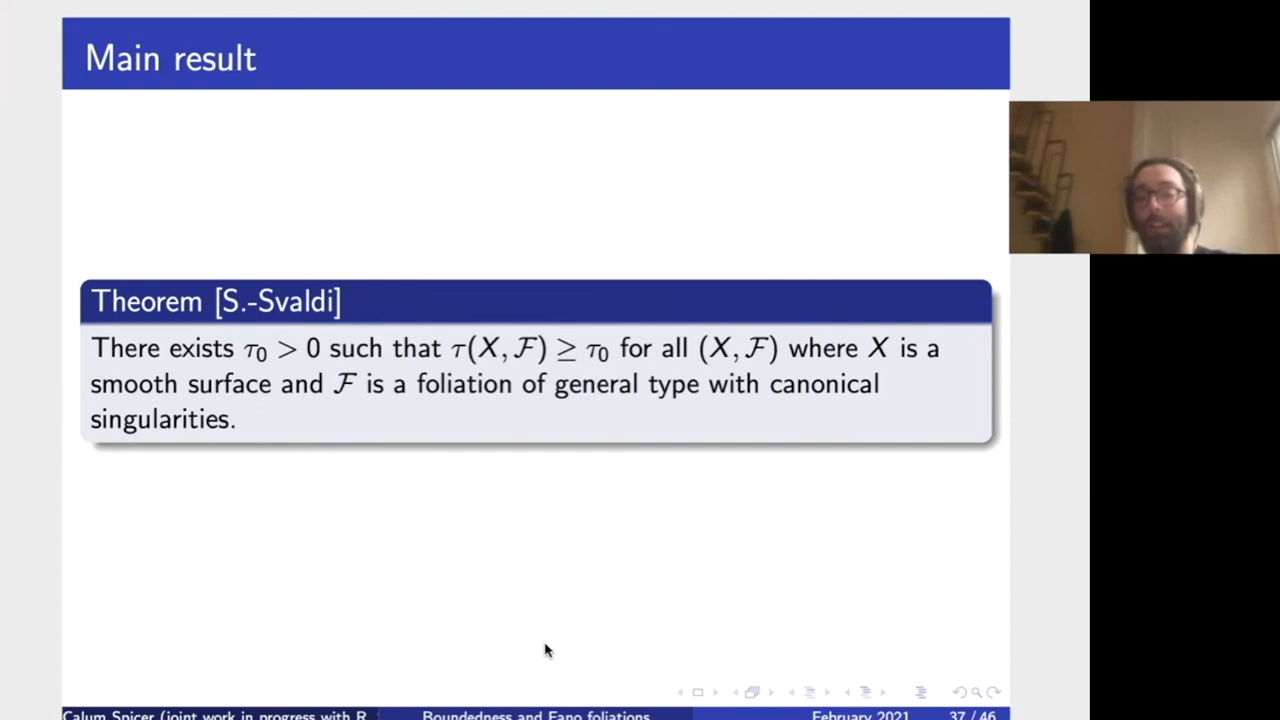 Main result
Theorem [S.-Svaldi]
There exists τ₀ > 0 such that τ(X, ℱ) ≥ τ₀ for all (X, ℱ) where X is a
smooth surface and ℱ is a foliation of general type with canonical
singularities.
Calum Spicer (joint work in progress with R.
Boundedness and Fano foliations
February 2021
37 / 46